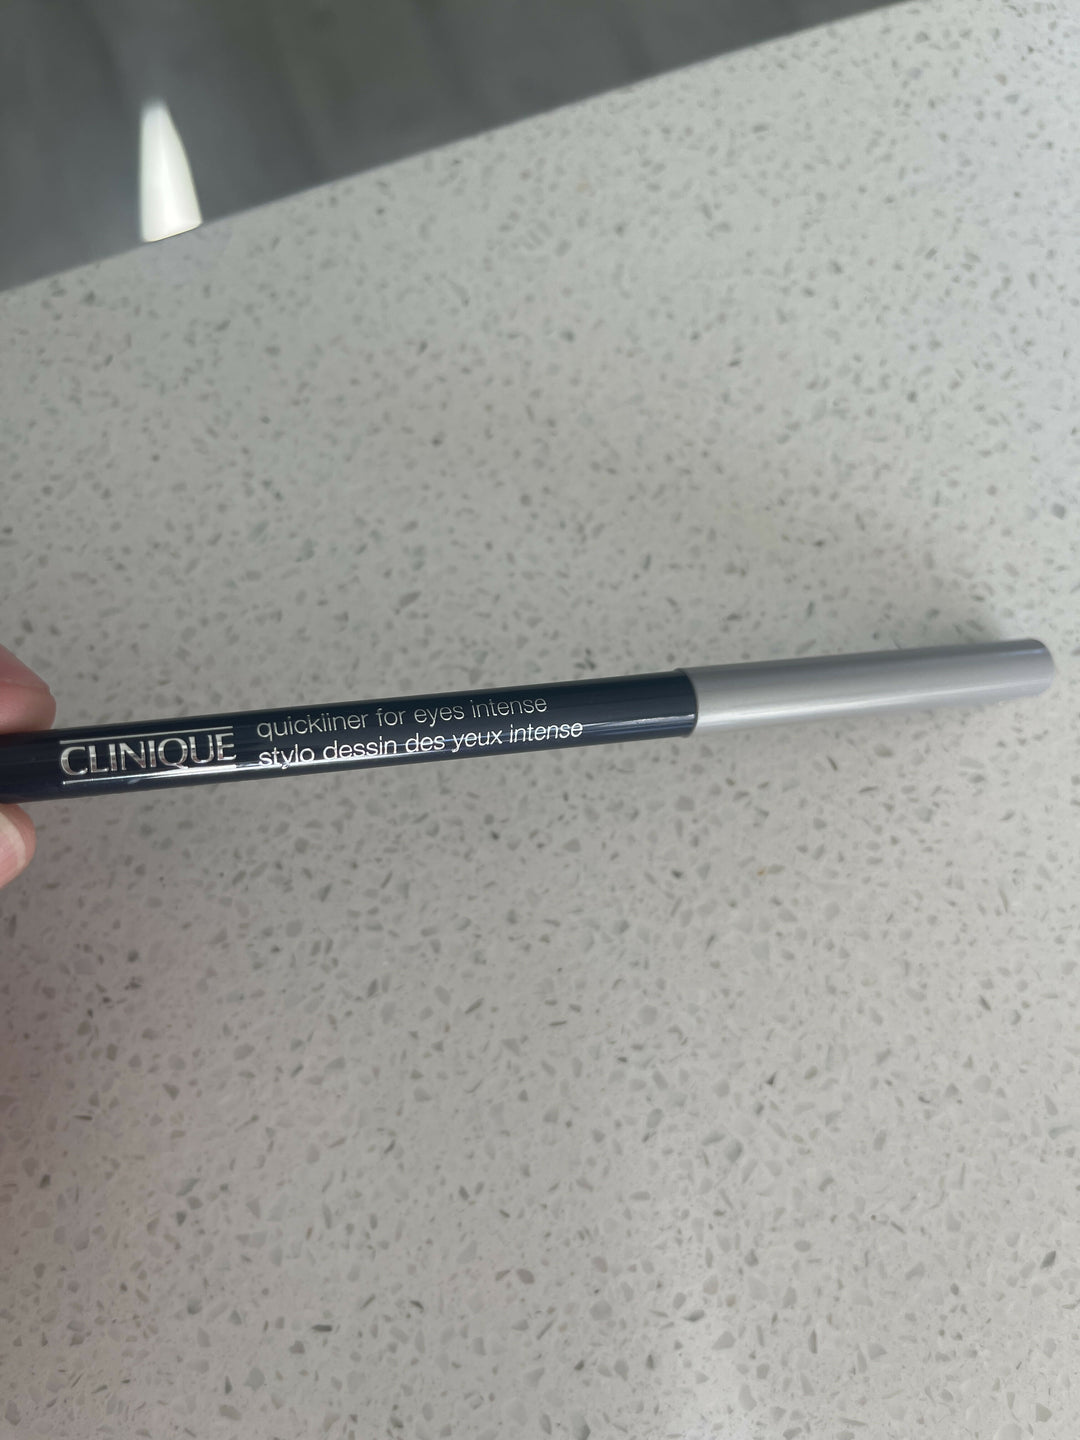 CLINIQUE
quickliner for eyes intense
stylo dessin des yeux intense